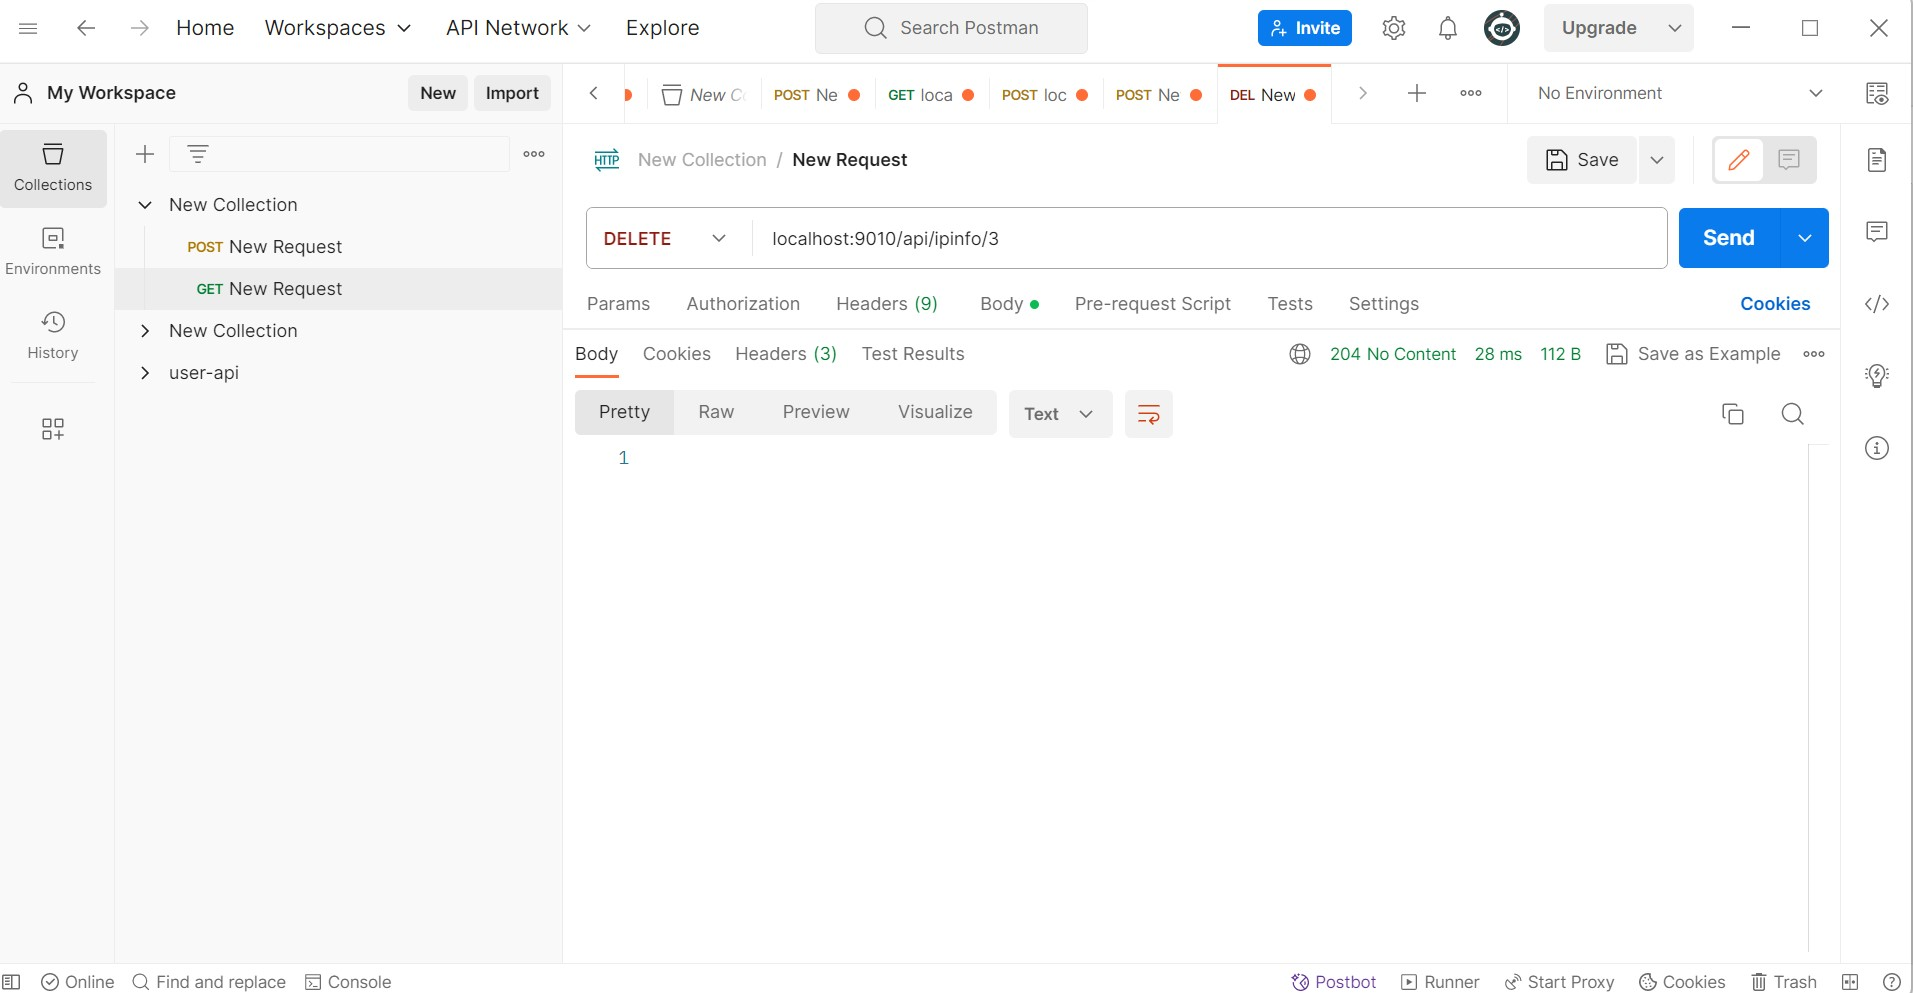 Home Workspaces API Network Explore Search Postman Invite Upgrade
My Workspace New Import New C POST Ne GET loca POST loc POST Ne DEL New No Environment
Collections
Environments
History
New Collection
POST New Request
GET New Request
New Collection
user-api
HTTP New Collection / New Request Save
DELETE localhost:9010/api/ipinfo/3 Send
Params Authorization Headers (9) Body Pre-request Script Tests Settings Cookies
Body Cookies Headers (3) Test Results 204 No Content 28 ms 112 B Save as Example
Pretty Raw Preview Visualize Text
1
Online Find and replace Console Postbot Runner Start Proxy Cookies Trash